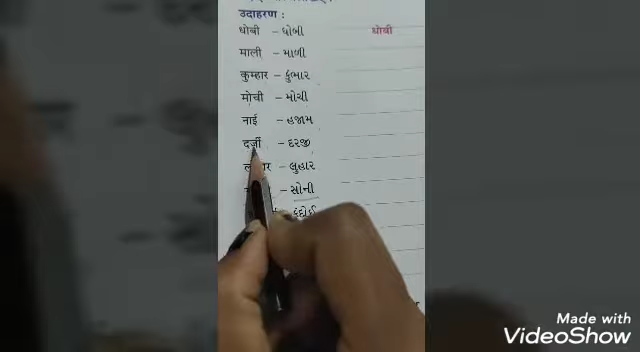 उदाहरण :
धोबी – ધોબી धोबी
माली – માળી
कुम्हार – કુંભાર
मोची – મોચી
नाई – હજામ
दर्जी – દરજી
– લુહાર
– સોની
– કંદોઈ
Made with
VideoShow